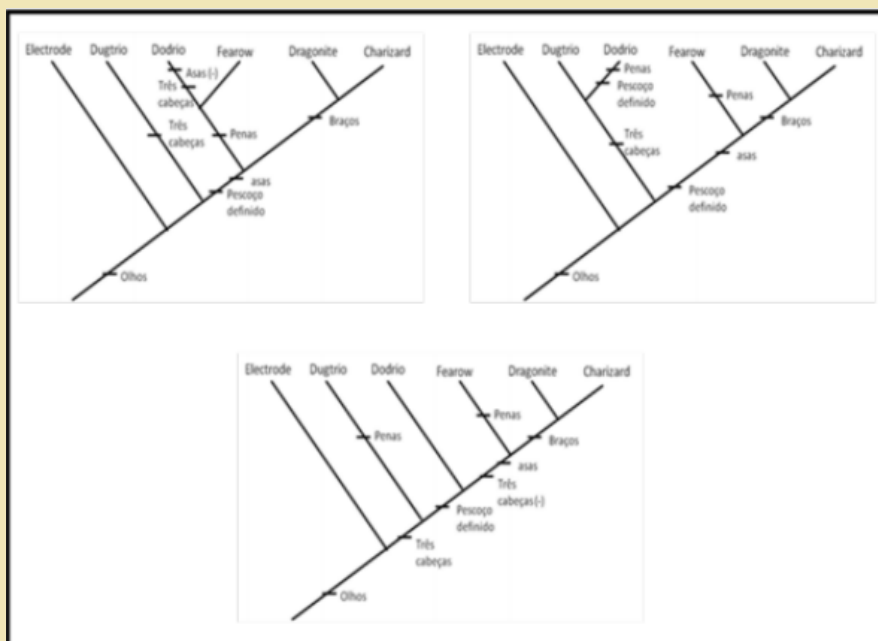 Electrode Dugtrio Dodrio Fearow Dragonite Charizard
Asas (-)
Três
cabeças
Três
cabeças
Penas
Braços
asas
Pescoço
definido
Olhos
Electrode Dugtrio Dodrio Fearow Dragonite Charizard
Penas
Pescoço
definido
Penas
Braços
Três
cabeças
asas
Pescoço
definido
Olhos
Electrode Dugtrio Dodrio Fearow Dragonite Charizard
Penas
Penas
Braços
asas
Três
cabeças (-)
Pescoço
definido
Três
cabeças
Olhos